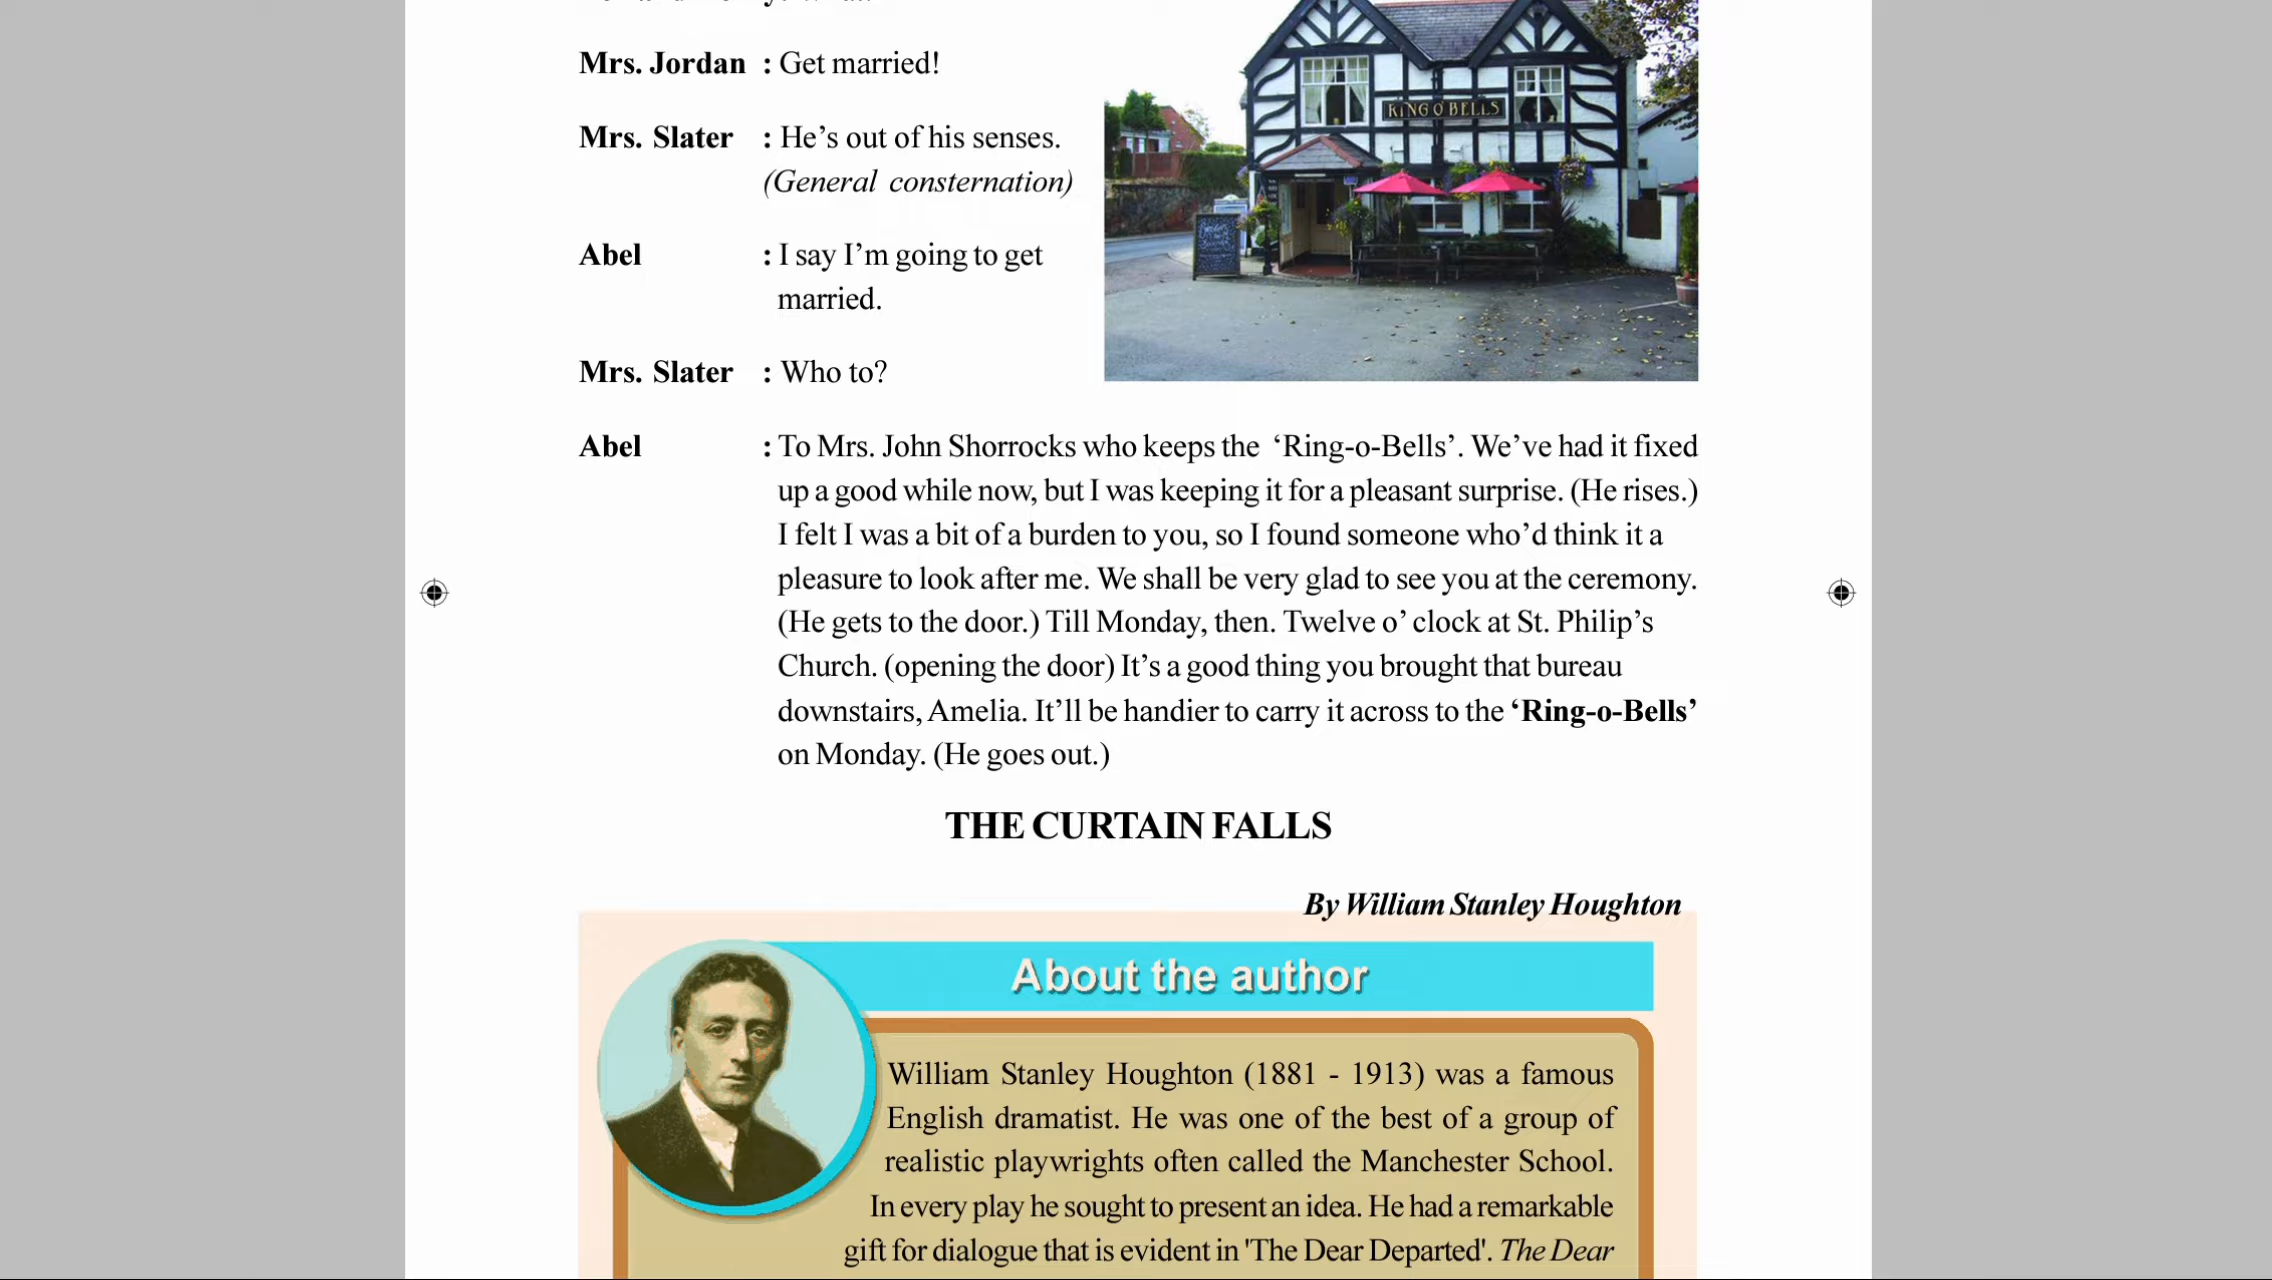 Mrs. Jordan : Get married!
RING O' BELLS
Mrs. Slater : He’s out of his senses.
(General consternation)
Abel : I say I’m going to get
married.
Mrs. Slater : Who to?
Abel : To Mrs. John Shorrocks who keeps the ‘Ring-o-Bells’. We’ve had it fixed
up a good while now, but I was keeping it for a pleasant surprise. (He rises.)
I felt I was a bit of a burden to you, so I found someone who’d think it a
pleasure to look after me. We shall be very glad to see you at the ceremony.
(He gets to the door.) Till Monday, then. Twelve o’ clock at St. Philip’s
Church. (opening the door) It’s a good thing you brought that bureau
downstairs, Amelia. It’ll be handier to carry it across to the ‘Ring-o-Bells’
on Monday. (He goes out.)
THE CURTAIN FALLS
By William Stanley Houghton
About the author
William Stanley Houghton (1881 - 1913) was a famous
English dramatist. He was one of the best of a group of
realistic playwrights often called the Manchester School.
In every play he sought to present an idea. He had a remarkable
gift for dialogue that is evident in 'The Dear Departed'. The Dear